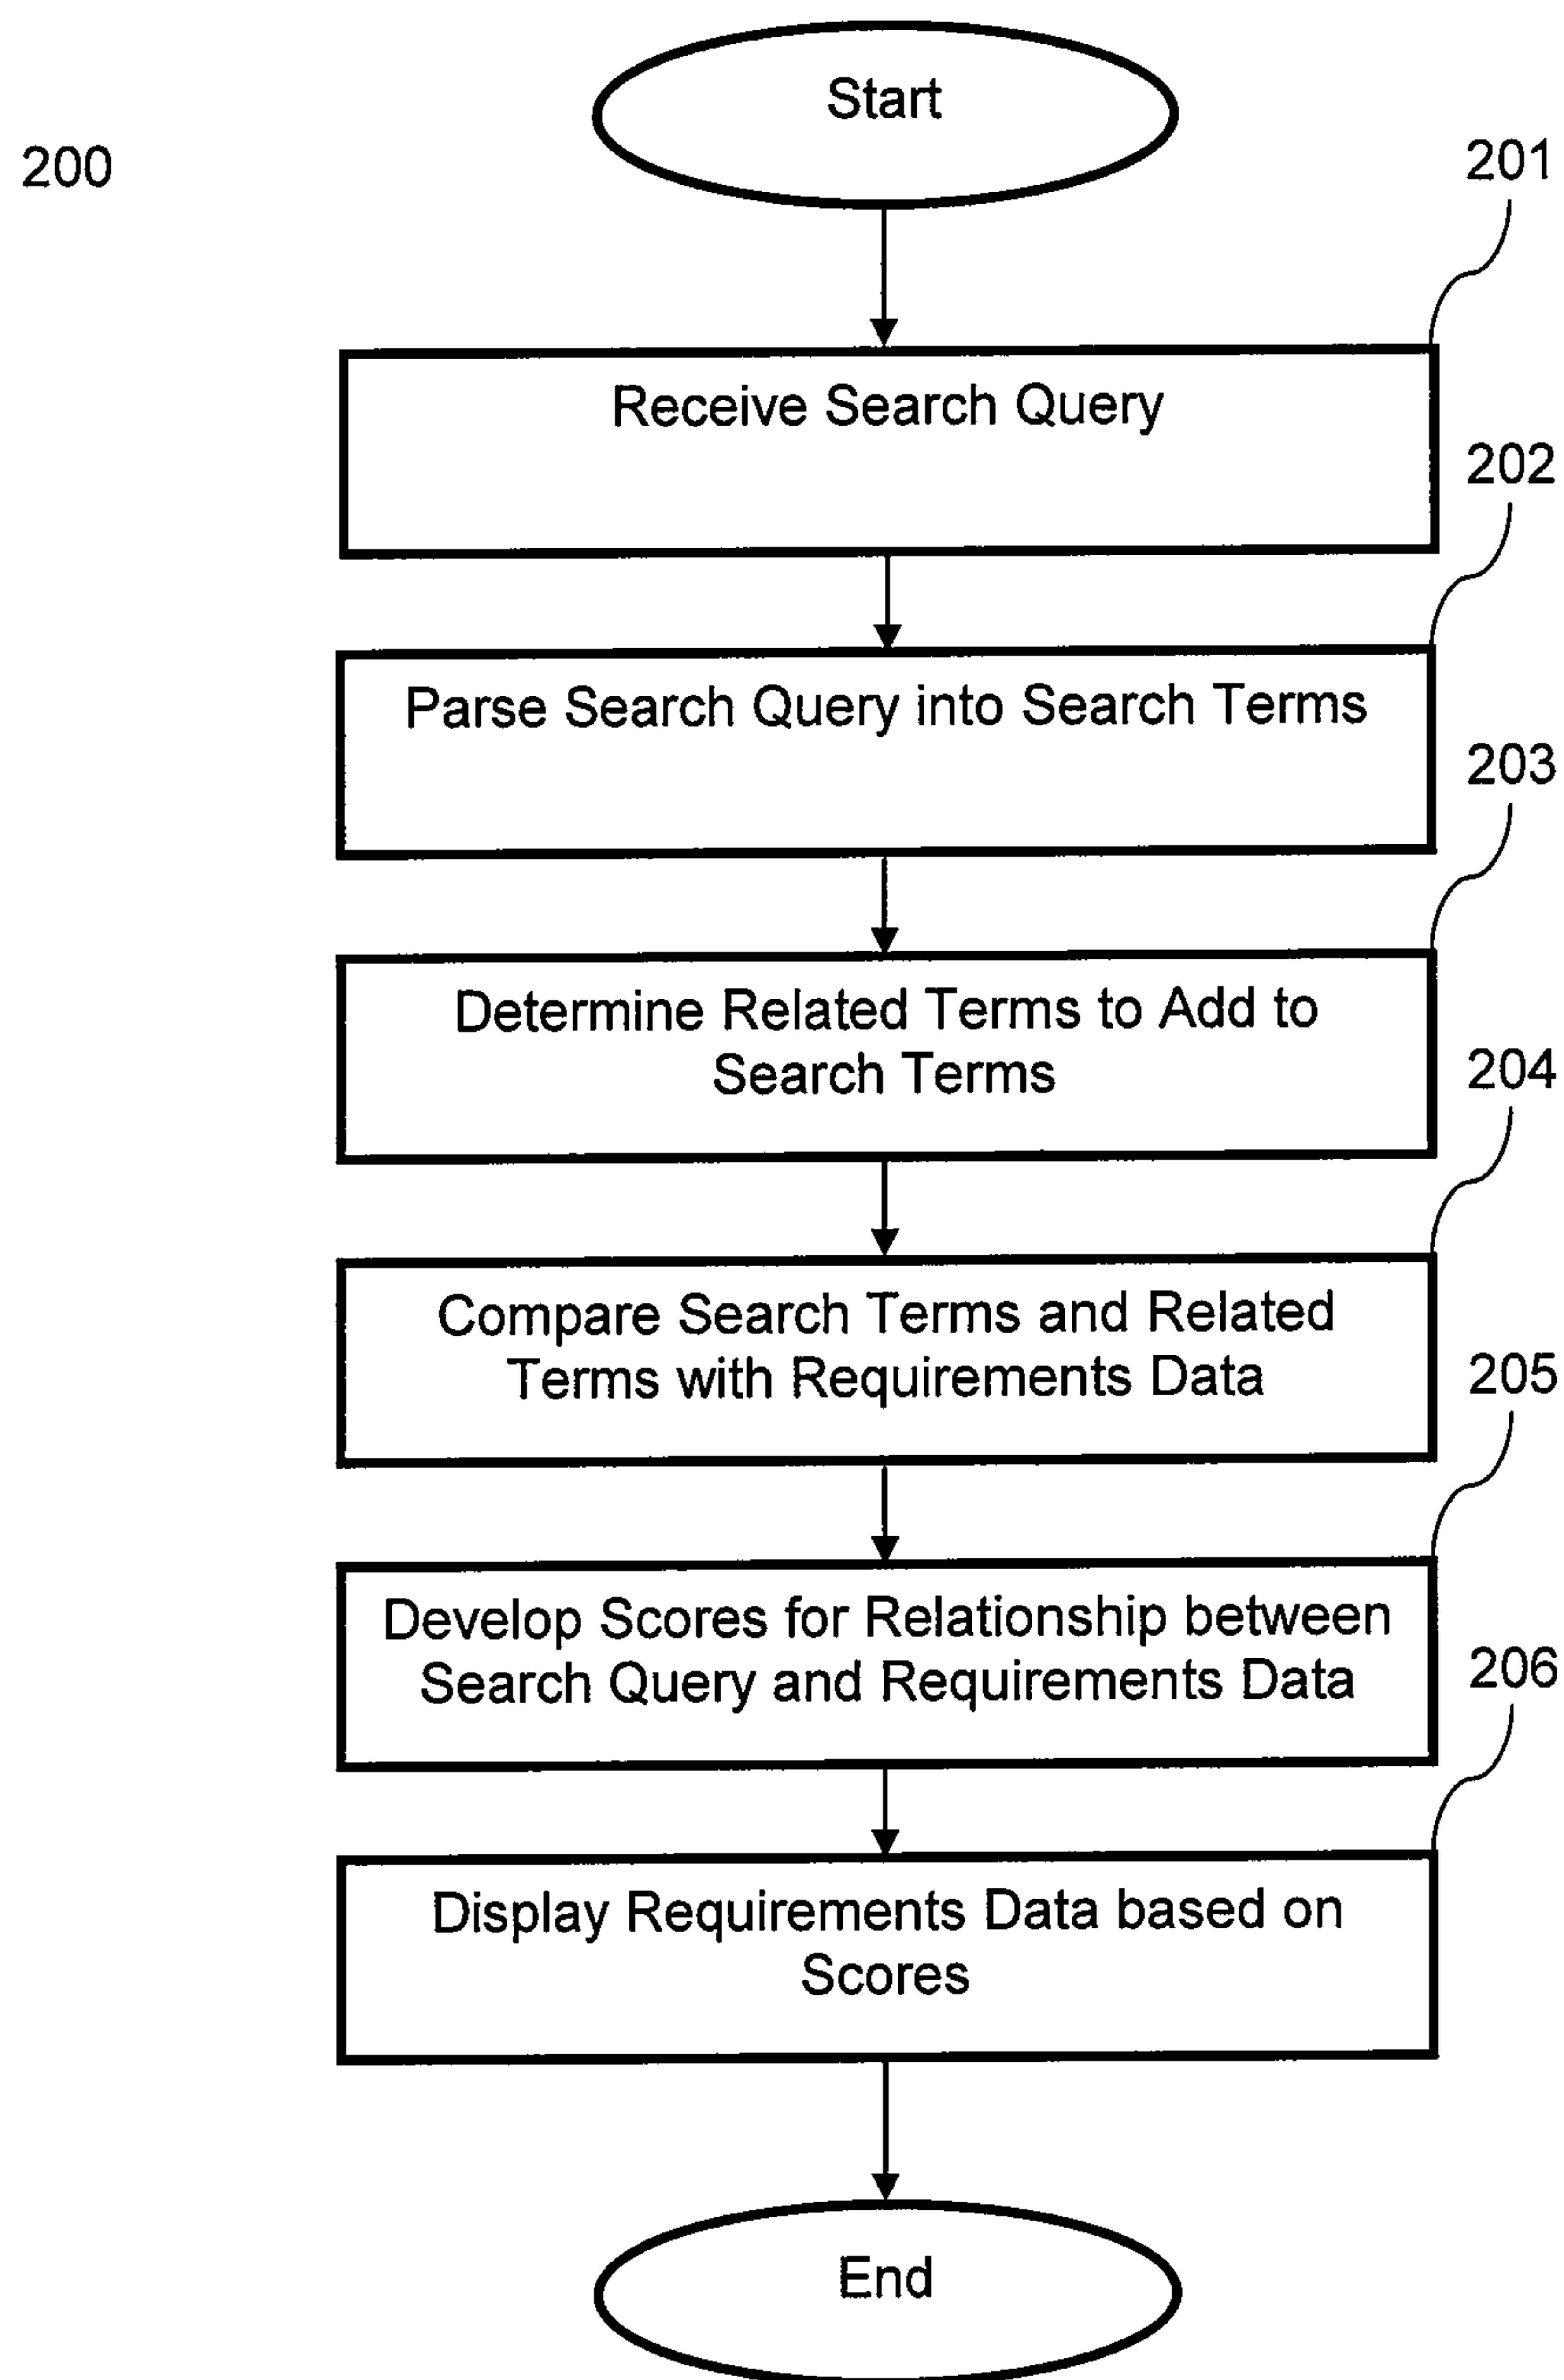 Start
200
201
Receive Search Query
202
Parse Search Query into Search Terms
203
Determine Related Terms to Add to
Search Terms
204
Compare Search Terms and Related
Terms with Requirements Data
205
Develop Scores for Relationship between
Search Query and Requirements Data
206
Display Requirements Data based on
Scores
End